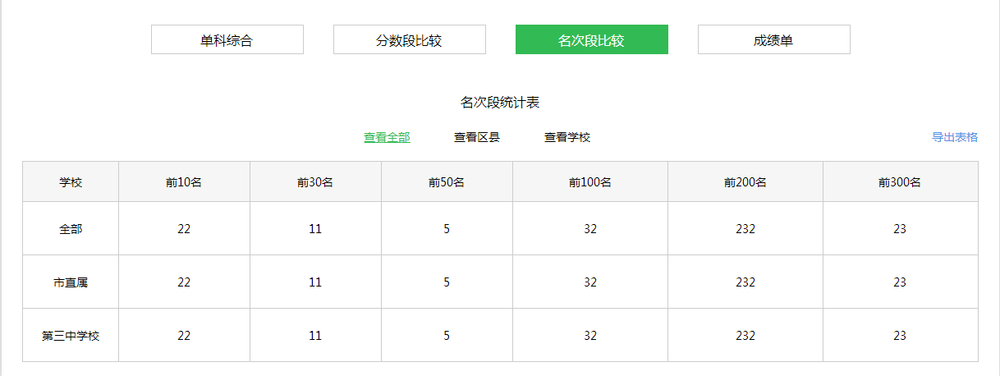 单科综合 分数段比较 名次段比较 成绩单
名次段统计表
查看全部 查看区县 查看学校 导出表格
学校 前10名 前30名 前50名 前100名 前200名 前300名
全部 22 11 5 32 232 23
市直属 22 11 5 32 232 23
第三中学校 22 11 5 32 232 23